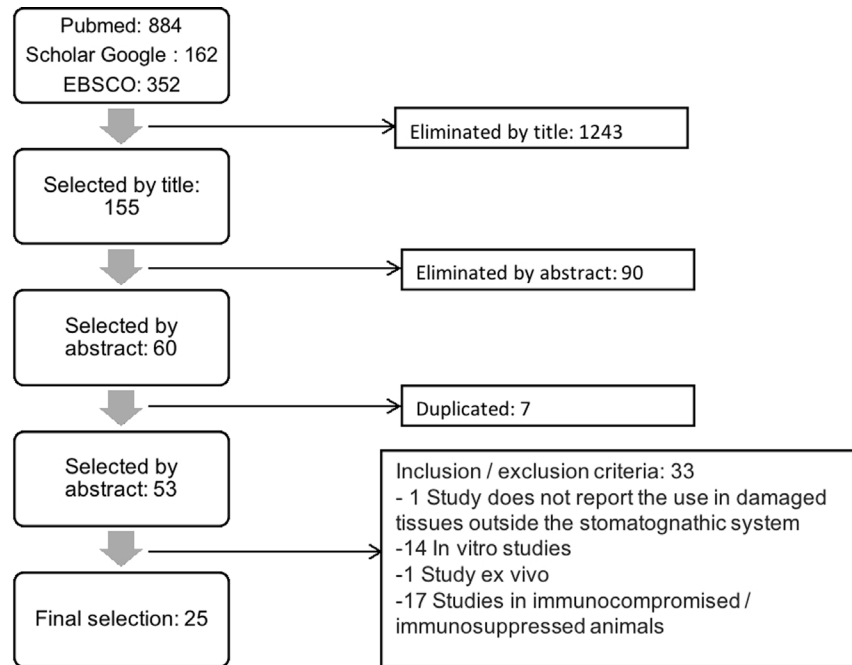 Pubmed: 884
Scholar Google : 162
EBSCO: 352
Eliminated by title: 1243
Selected by title:
155
Eliminated by abstract: 90
Selected by
abstract: 60
Duplicated: 7
Selected by
abstract: 53
Inclusion / exclusion criteria: 33
- 1 Study does not report the use in damaged
tissues outside the stomatognathic system
-14 In vitro studies
-1 Study ex vivo
-17 Studies in immunocompromised /
immunosuppressed animals
Final selection: 25